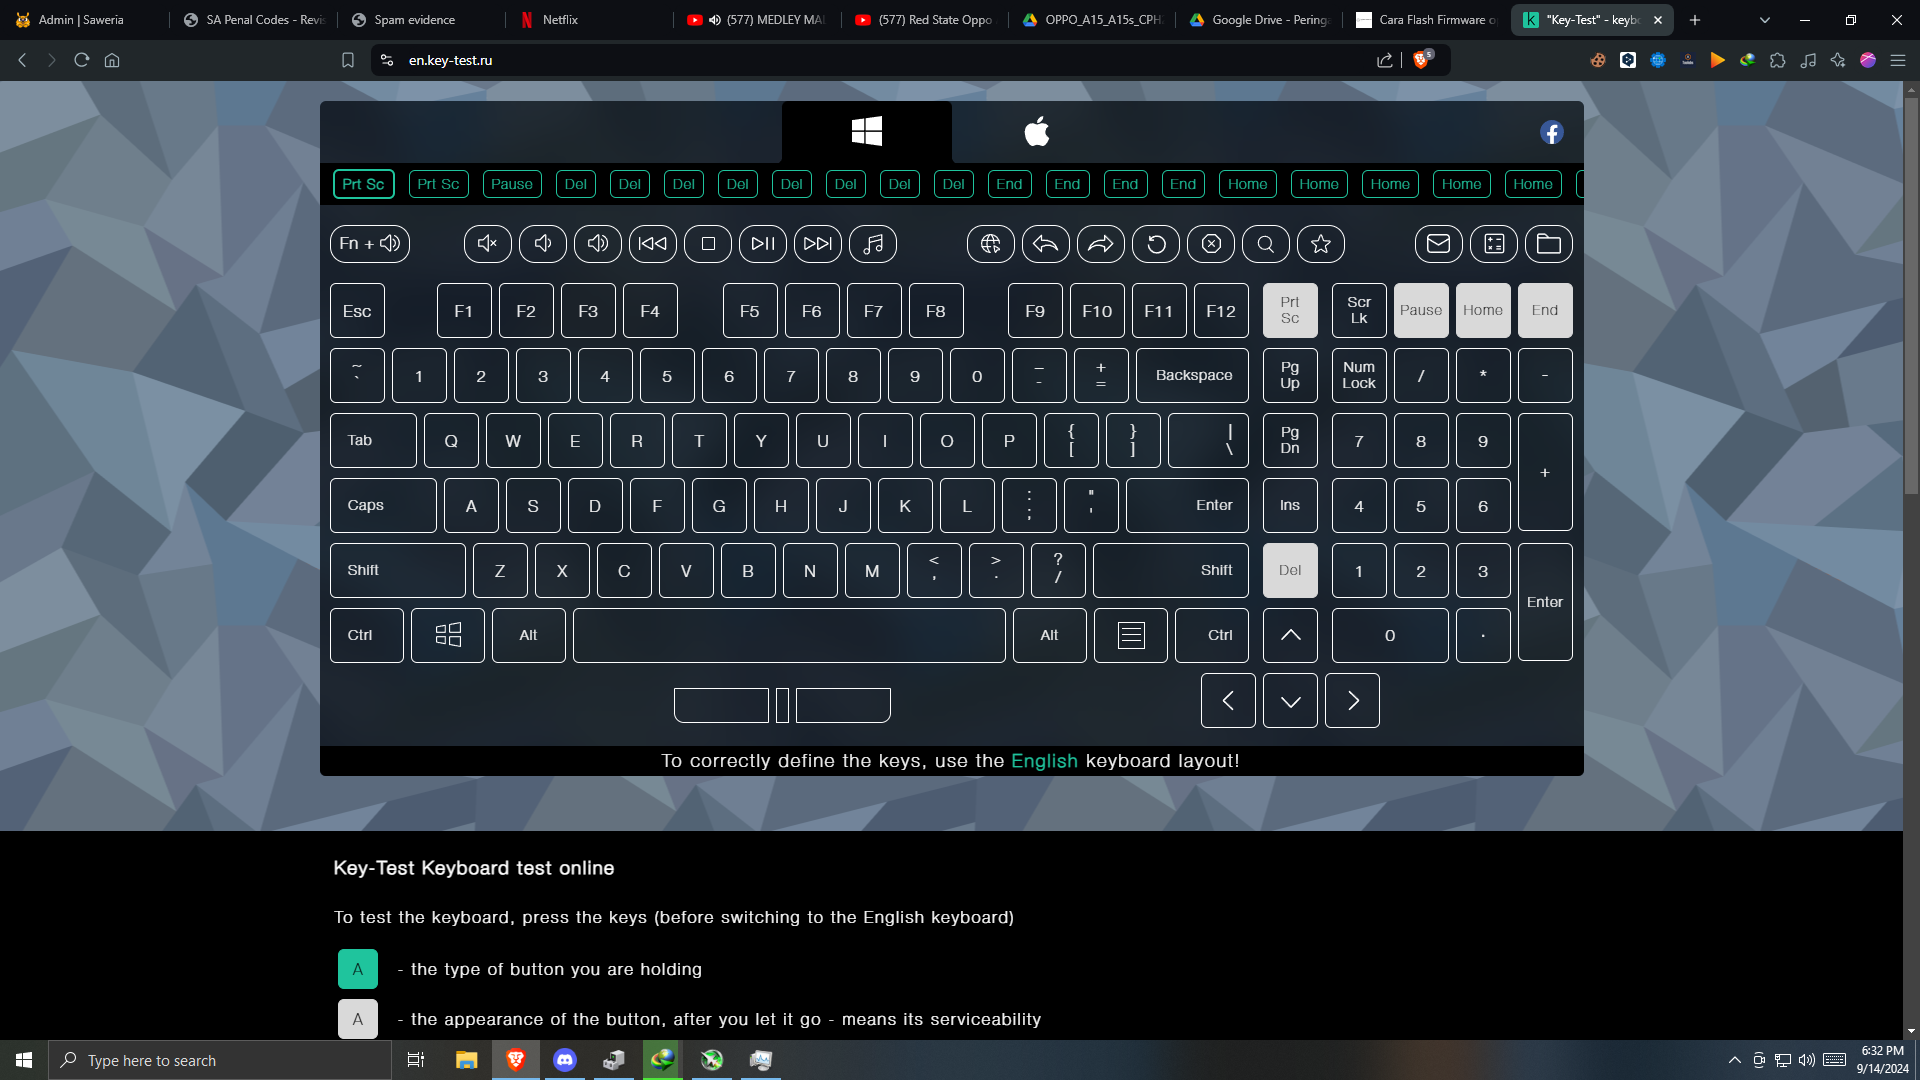 Admin | Saweria
SA Penal Codes - Revis
Spam evidence
Netflix
(577) MEDLEY MAL
(577) Red State Oppo
OPPO_A15_A15s_CPH2
Google Drive - Peringa
Cara Flash Firmware o
"Key-Test" - keybo
en.key-test.ru
5
Prt Sc Prt Sc Pause Del Del Del Del Del Del Del Del End End End End Home Home Home Home Home
Fn +
Esc F1 F2 F3 F4 F5 F6 F7 F8 F9 F10 F11 F12 Prt Sc Scr Lk Pause Home End
~ ` 1 2 3 4 5 6 7 8 9 0 _ - + = Backspace Pg Up Num Lock / * -
Tab Q W E R T Y U I O P { [ } ] | \ Pg Dn 7 8 9 +
Caps A S D F G H J K L : ; " ' Enter Ins 4 5 6
Shift Z X C V B N M < , > . ? / Shift Del 1 2 3 Enter
Ctrl Alt Alt Ctrl 0 .
To correctly define the keys, use the English keyboard layout!
Key-Test Keyboard test online
To test the keyboard, press the keys (before switching to the English keyboard)
A - the type of button you are holding
A - the appearance of the button, after you let it go - means its serviceability
Type here to search
6:32 PM
9/14/2024